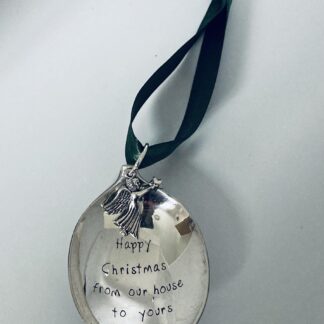 Happy
Christmas
from our house
to yours